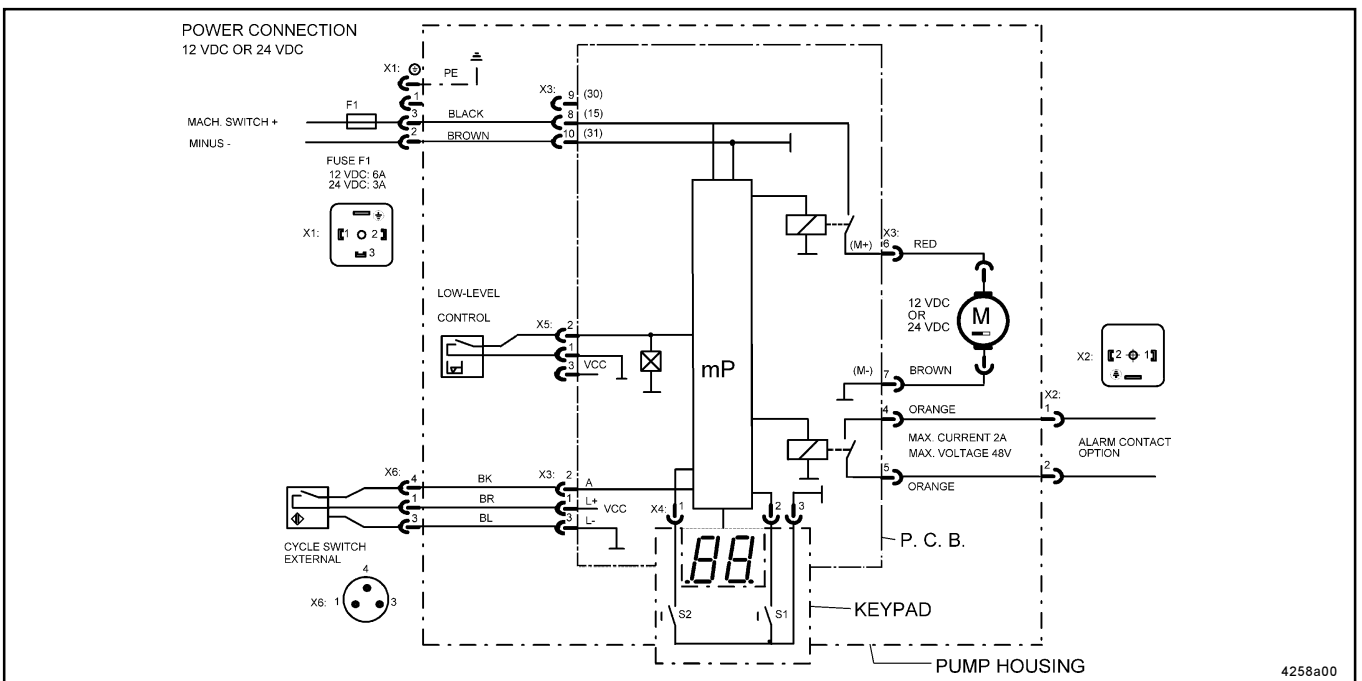 POWER CONNECTION
12 VDC OR 24 VDC
X1:
PE
1
F1
3
BLACK
MACH. SWITCH +
2
BROWN
MINUS -
X3:
9 (30)
8 (15)
10 (31)
FUSE F1
12 VDC: 6A
24 VDC: 3A
X1:
1 2
3
LOW-LEVEL
CONTROL
X5: 2
1
3 VCC
mP
(M+)
X3:
6
RED
12 VDC
OR
24 VDC
M
(M-)
7
BROWN
X2:
2 1
4
ORANGE
X2:
1
MAX. CURRENT 2A
MAX. VOLTAGE 48V
ALARM CONTACT
OPTION
5
ORANGE
2
X6: 4
BK
X3: 2 A
1
BR
1 L+
VCC
3
BL
3 L-
CYCLE SWITCH
EXTERNAL
X6: 4
1 3
X4: 1
2 3
88.
S2
S1
P. C. B.
KEYPAD
PUMP HOUSING
4258a00